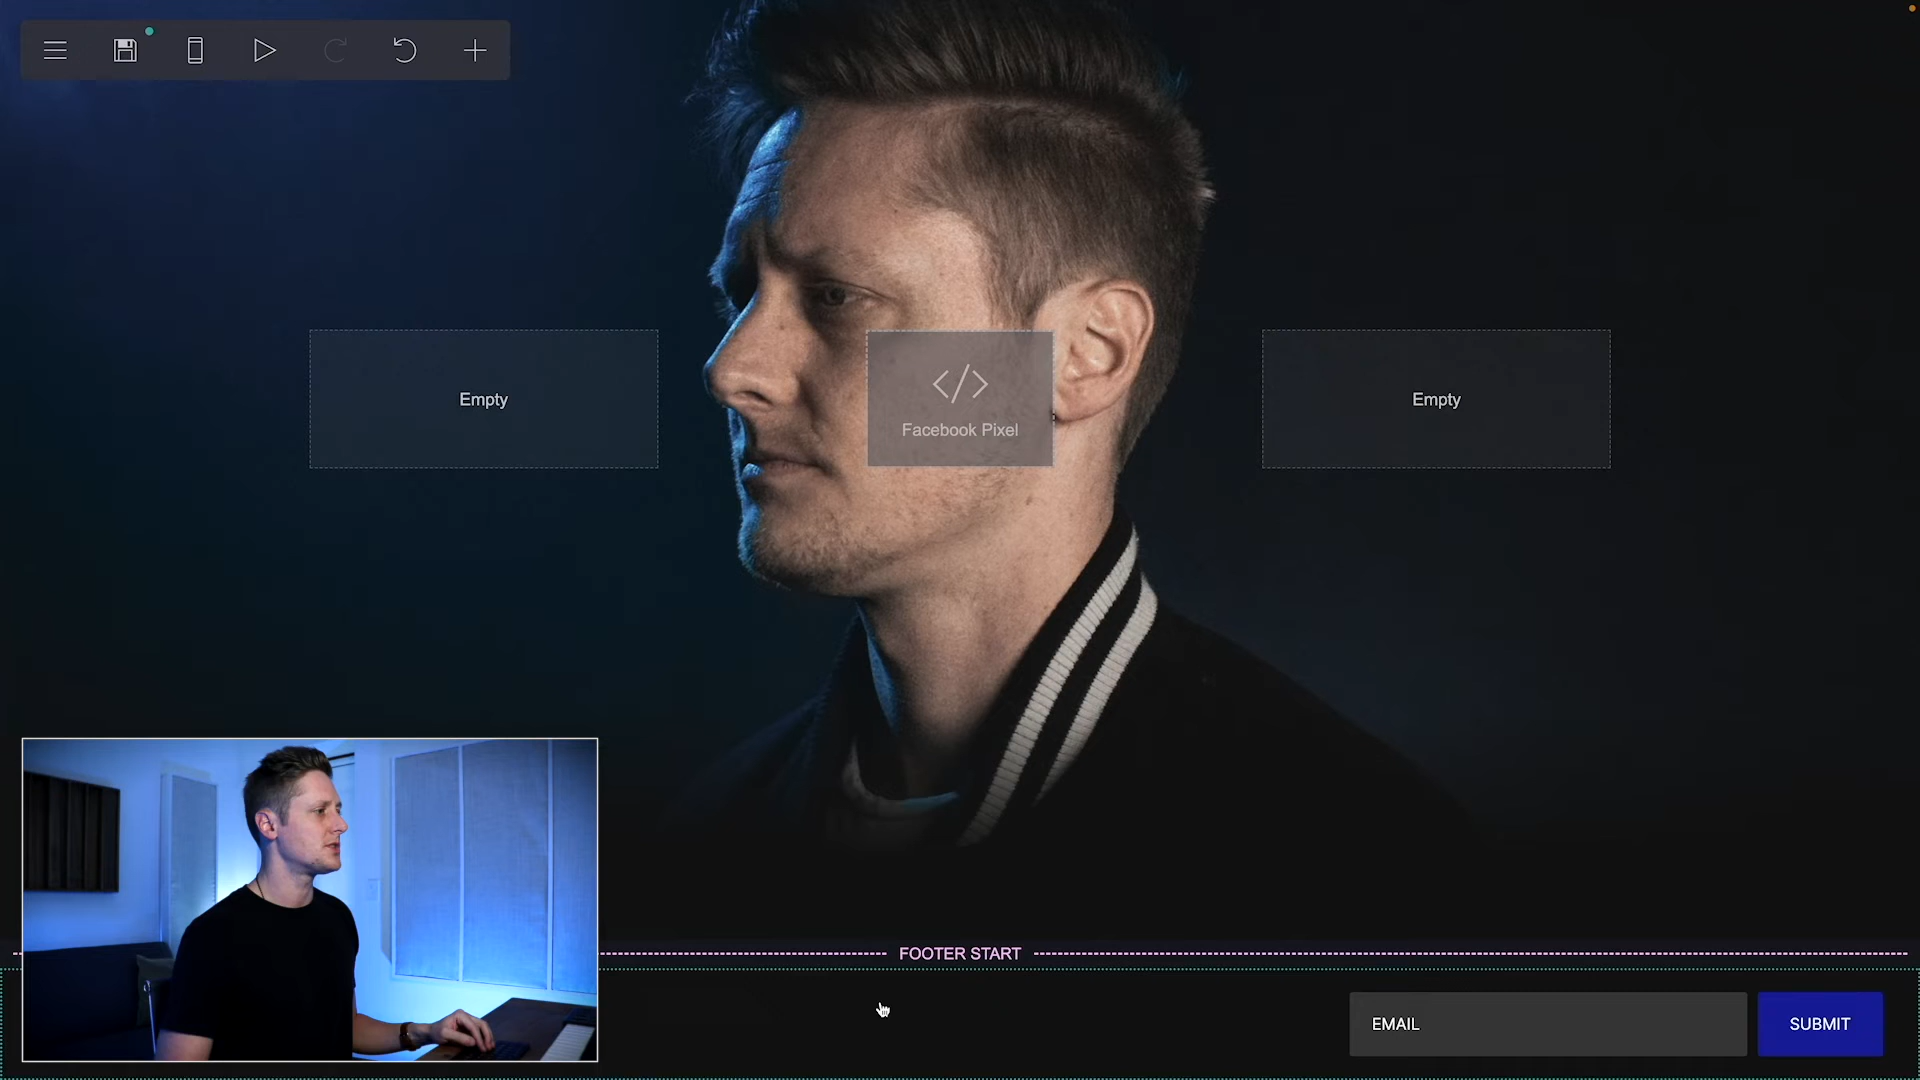 Empty
Facebook Pixel
Empty
FOOTER START
EMAIL
SUBMIT